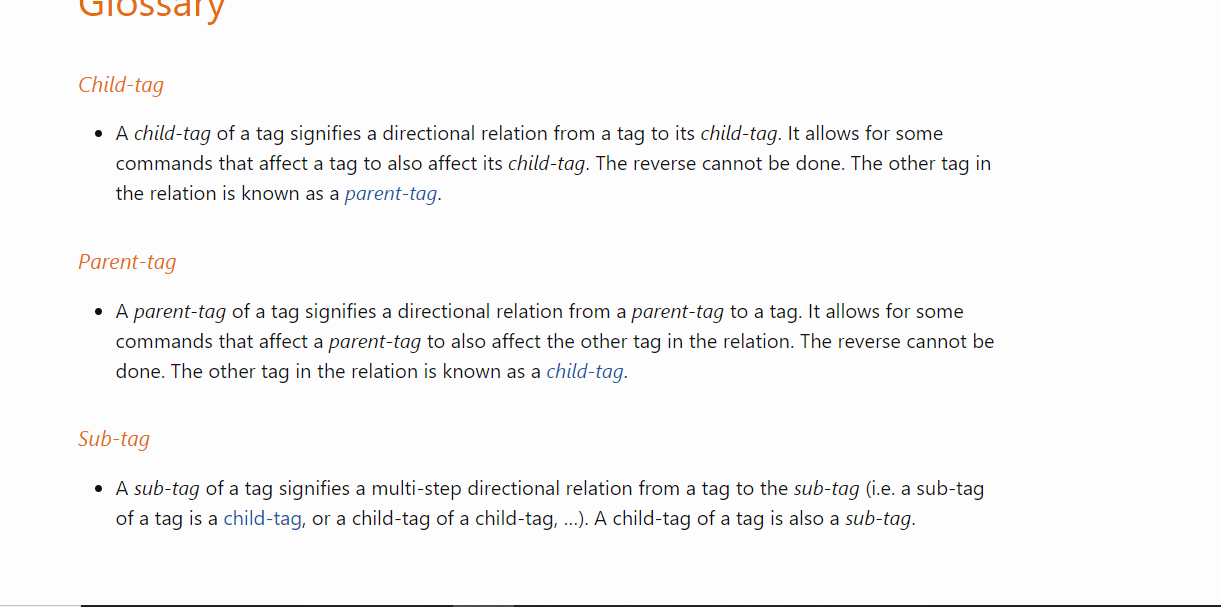 Glossary
Child-tag
• A child-tag of a tag signifies a directional relation from a tag to its child-tag. It allows for some
commands that affect a tag to also affect its child-tag. The reverse cannot be done. The other tag in
the relation is known as a parent-tag.
Parent-tag
• A parent-tag of a tag signifies a directional relation from a parent-tag to a tag. It allows for some
commands that affect a parent-tag to also affect the other tag in the relation. The reverse cannot be
done. The other tag in the relation is known as a child-tag.
Sub-tag
• A sub-tag of a tag signifies a multi-step directional relation from a tag to the sub-tag (i.e. a sub-tag
of a tag is a child-tag, or a child-tag of a child-tag, ...). A child-tag of a tag is also a sub-tag.